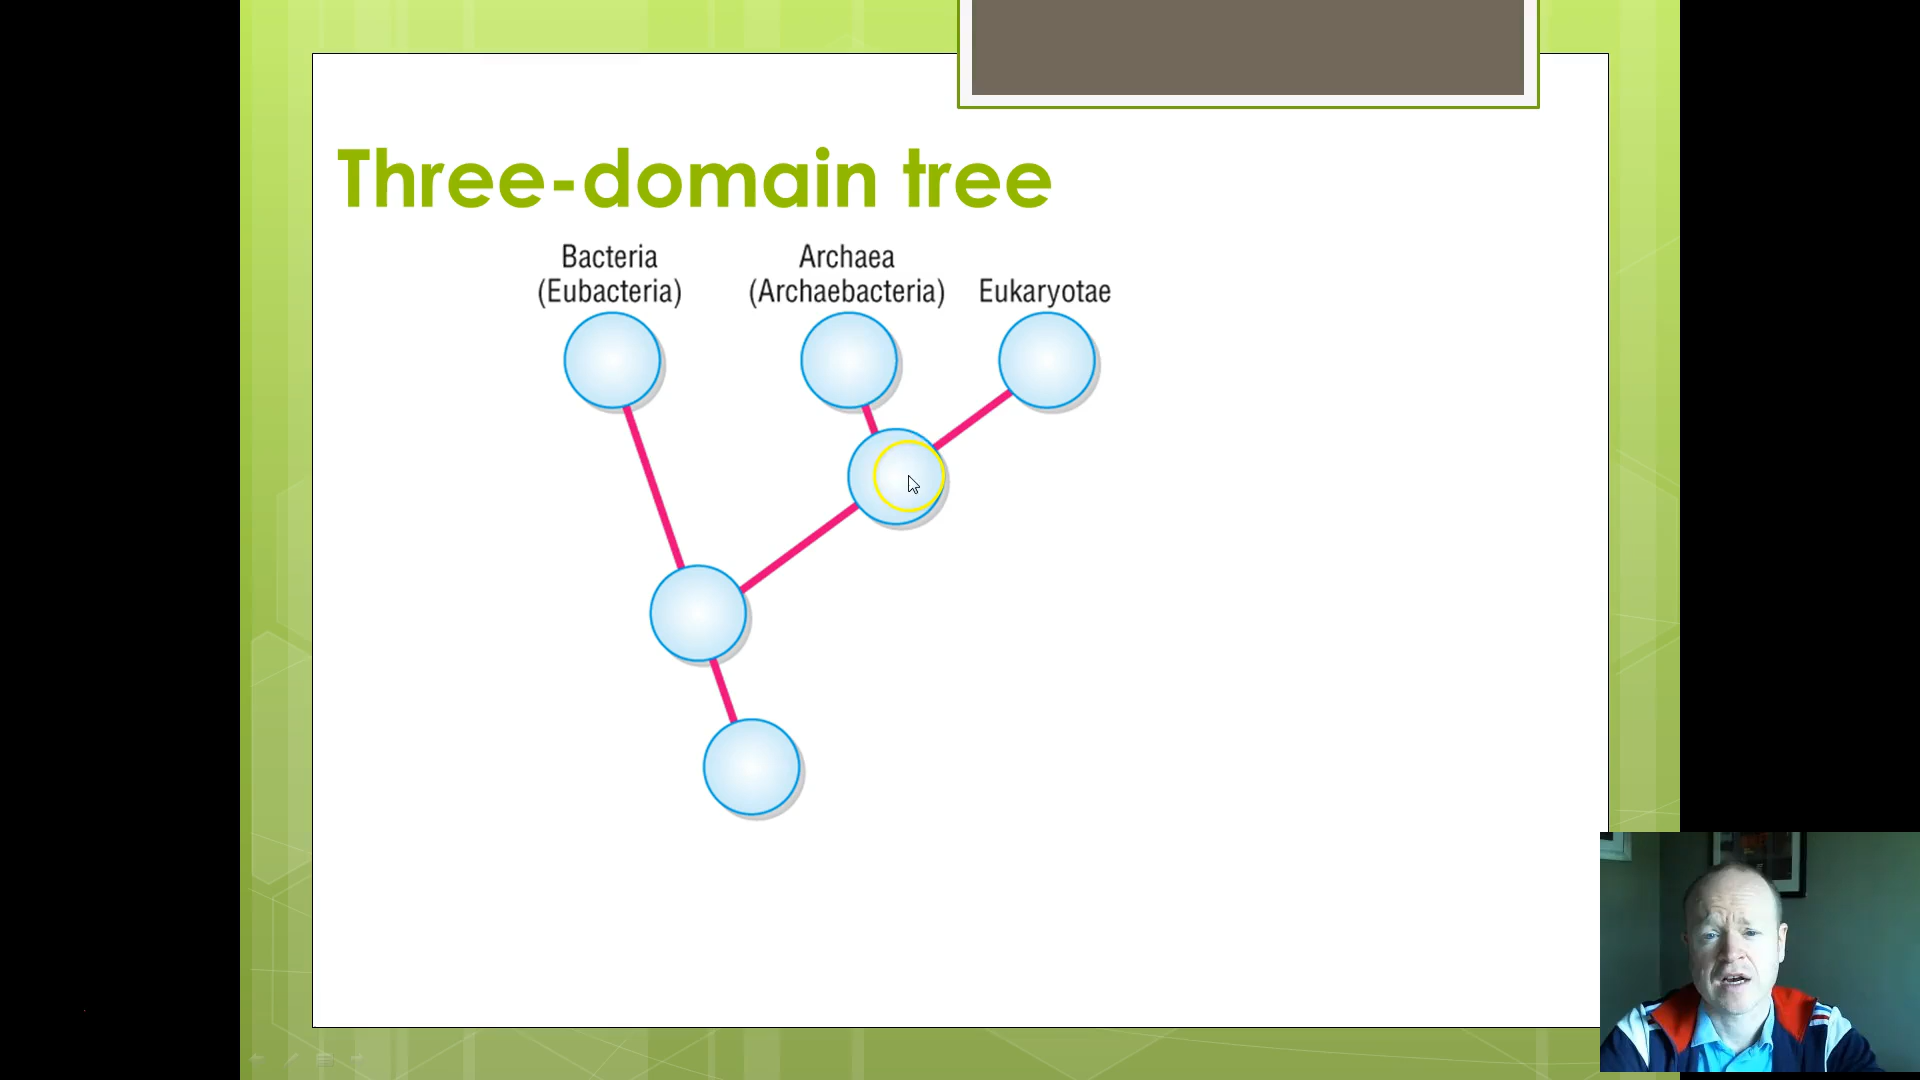 Three-domain tree
Bacteria
(Eubacteria)
Archaea
(Archaebacteria)
Eukaryotae